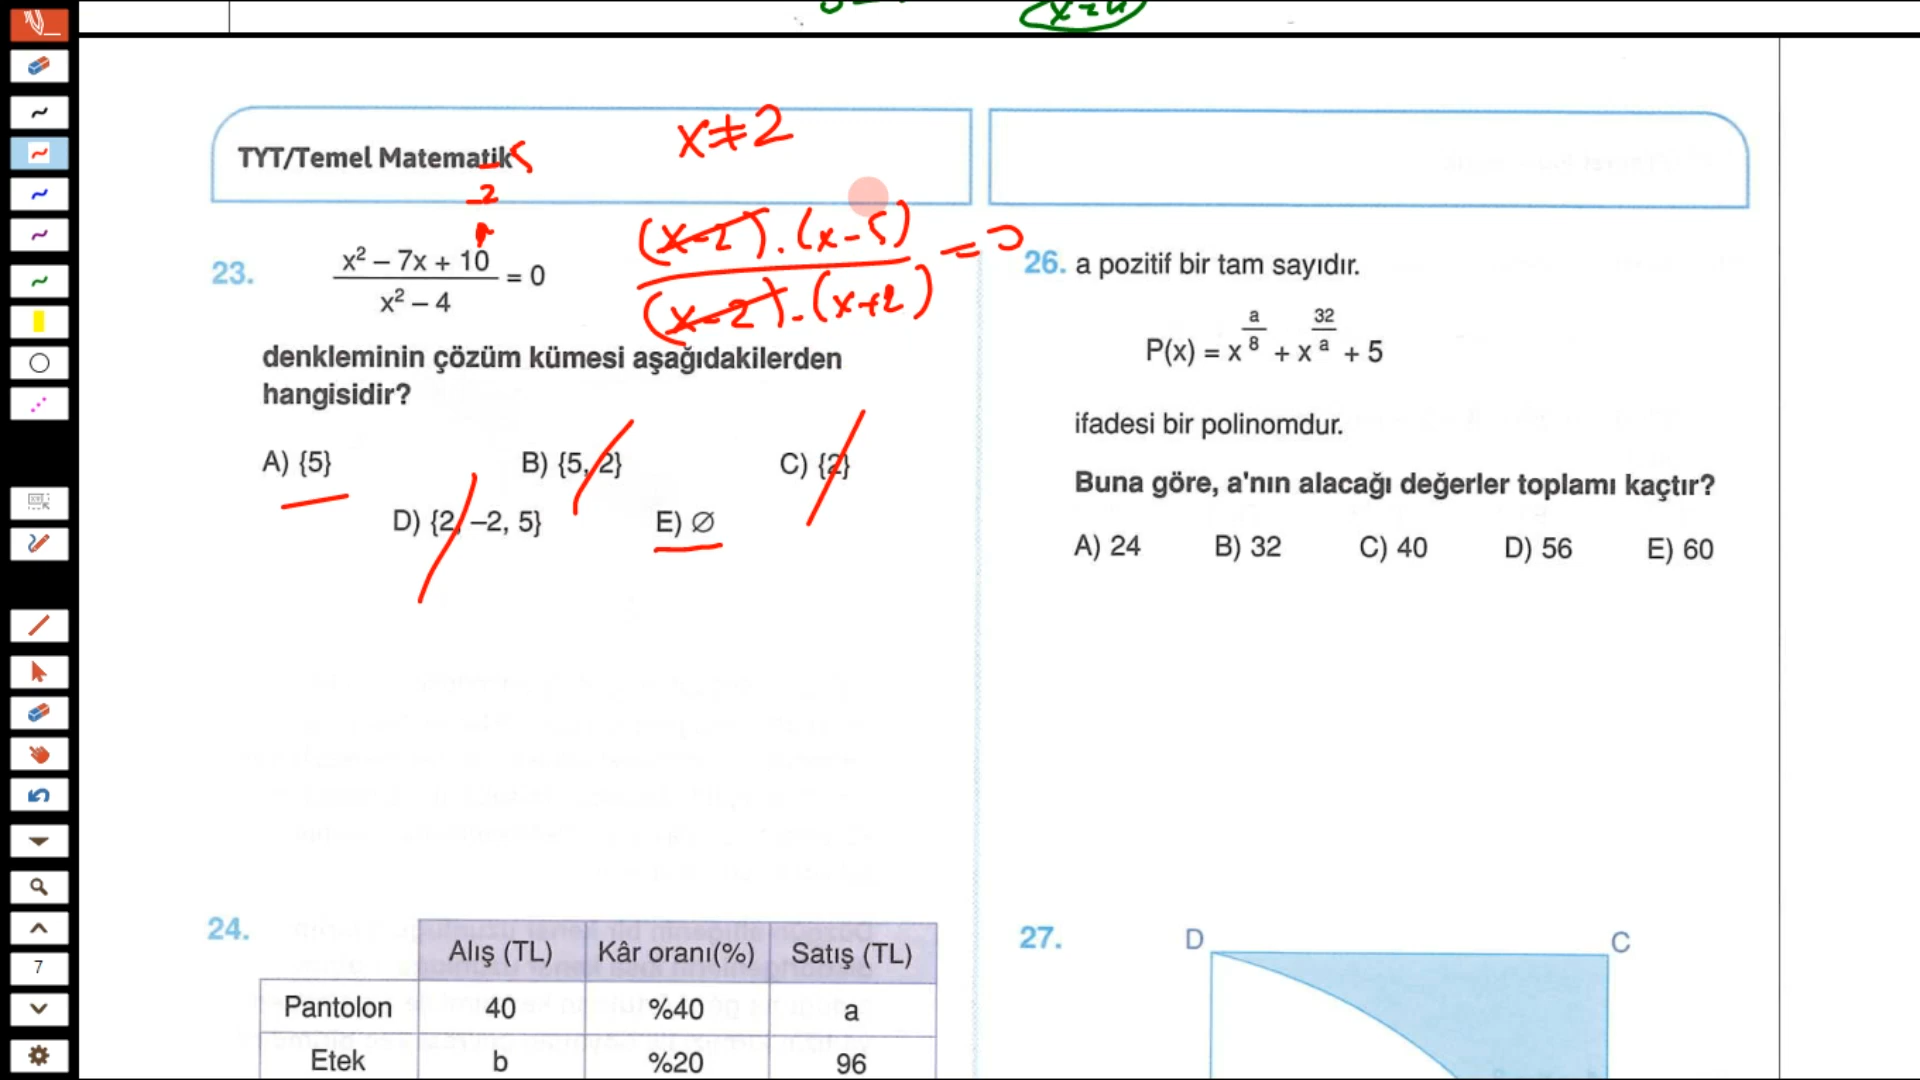 x=4
TYT/Temel Matematik
x≠2
-5
-2
23. x² – 7x + 10 / x² – 4 = 0
(x-2).(x-5) / (x-2).(x+2) = 0
denkleminin çözüm kümesi aşağıdakilerden
hangisidir?
A) {5} B) {5, 2} C) {2}
D) {2, –2, 5} E) ∅
24.
Alış (TL) Kâr oranı(%) Satış (TL)
Pantolon 40 %40 a
Etek b %20 96
26. a pozitif bir tam sayıdır.
P(x) = x^(a/8) + x^(32/a) + 5
ifadesi bir polinomdur.
Buna göre, a'nın alacağı değerler toplamı kaçtır?
A) 24 B) 32 C) 40 D) 56 E) 60
27.
D C
7